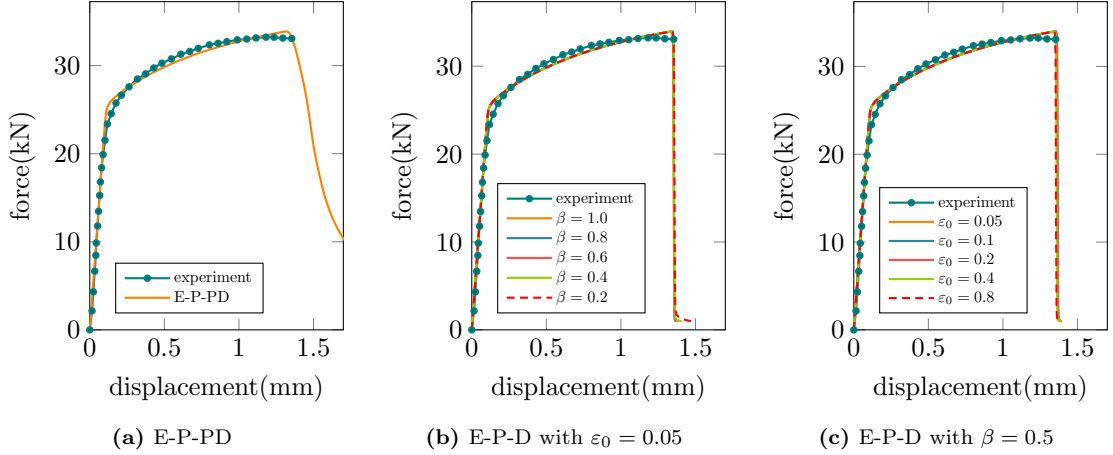 force(kN)
30
20
10
0
0
0.5
1
1.5
displacement(mm)
experiment
E-P-PD
(a) E-P-PD
force(kN)
30
20
10
0
0
0.5
1
1.5
displacement(mm)
experiment
β = 1.0
β = 0.8
β = 0.6
β = 0.4
β = 0.2
(b) E-P-D with ε₀ = 0.05
force(kN)
30
20
10
0
0
0.5
1
1.5
displacement(mm)
experiment
ε₀ = 0.05
ε₀ = 0.1
ε₀ = 0.2
ε₀ = 0.4
ε₀ = 0.8
(c) E-P-D with β = 0.5